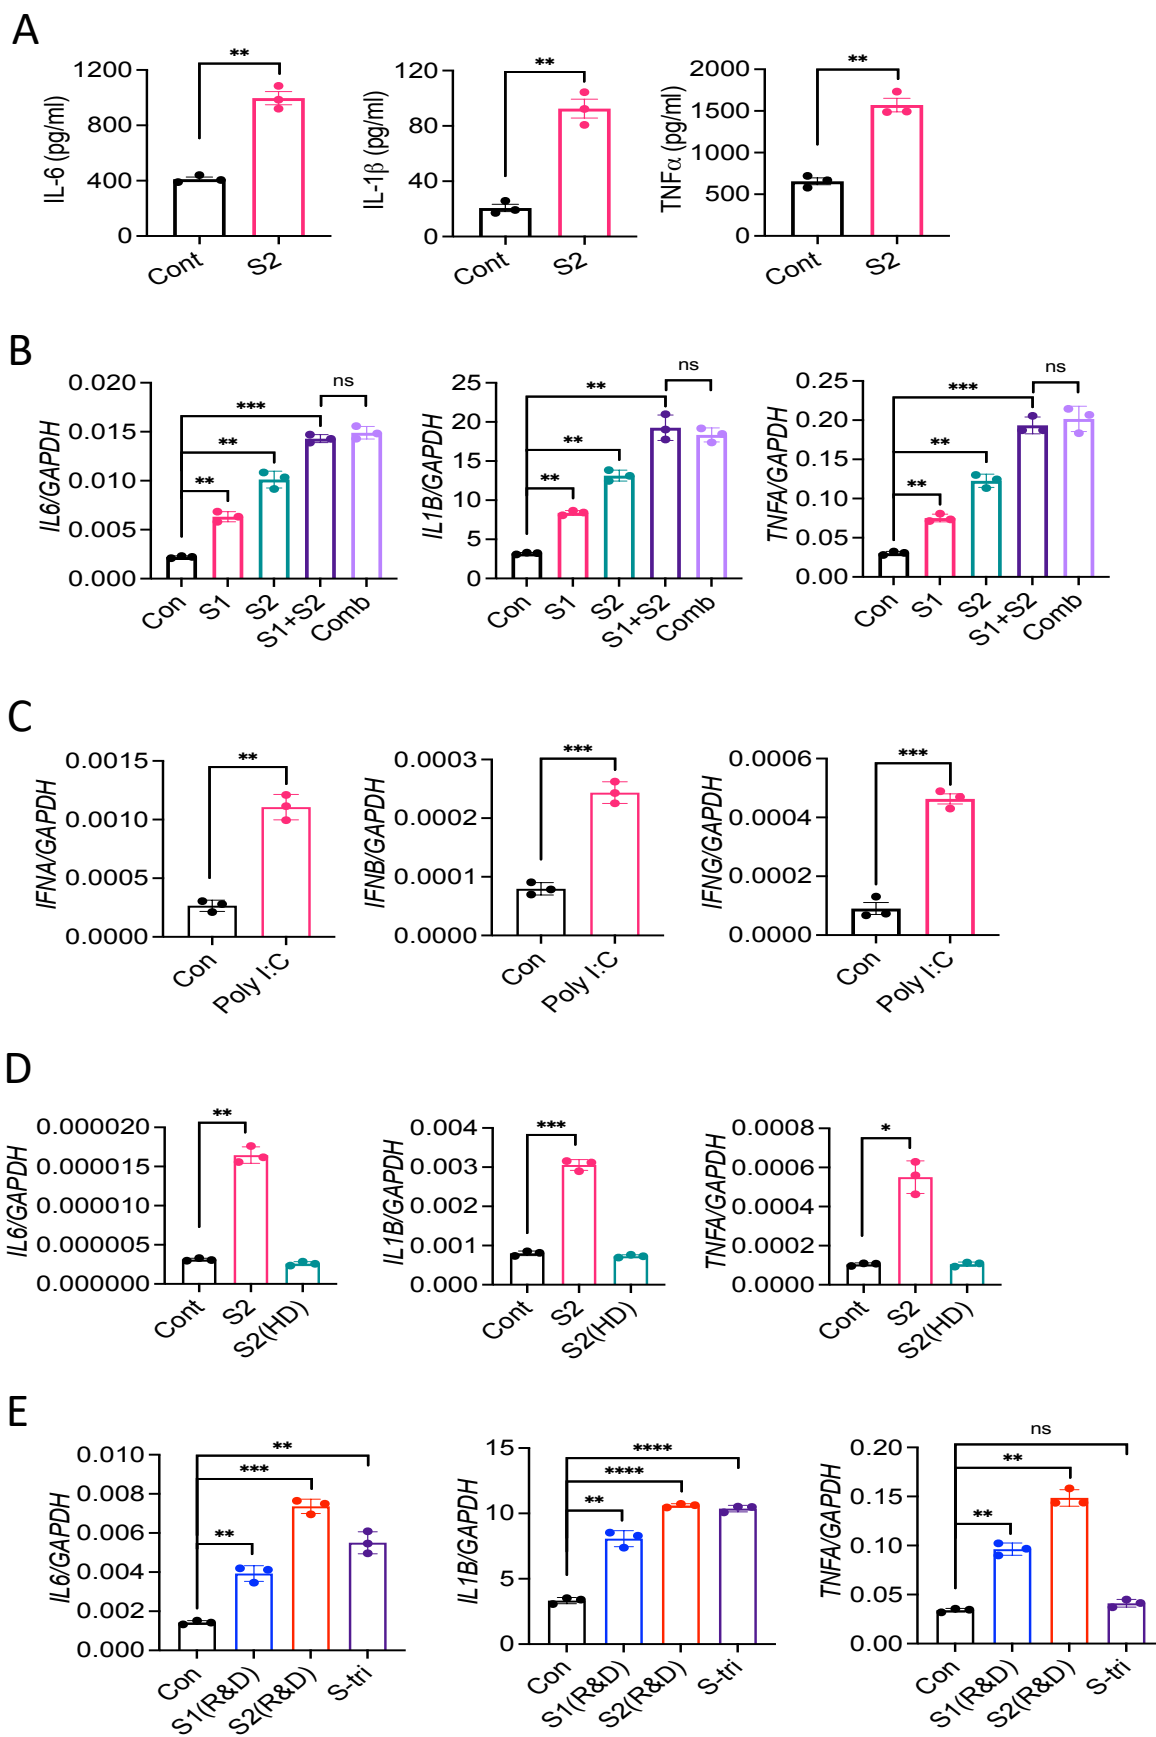 A
IL-6 (pg/ml)
1200
800
400
0
**
Cont
S2
IL-1β (pg/ml)
120
80
40
0
**
Cont
S2
TNFα (pg/ml)
2000
1500
1000
500
0
**
Cont
S2
B
IL6/GAPDH
0.020
0.015
0.010
0.005
0.000
ns
***
**
**
Con
S1
S2
S1+S2
Comb
IL1B/GAPDH
25
20
15
10
5
0
ns
**
**
**
Con
S1
S2
S1+S2
Comb
TNFA/GAPDH
0.25
0.20
0.15
0.10
0.05
0.00
ns
***
**
**
Con
S1
S2
S1+S2
Comb
C
IFNA/GAPDH
0.0015
0.0010
0.0005
0.0000
**
Con
Poly I:C
IFNB/GAPDH
0.0003
0.0002
0.0001
0.0000
***
Con
Poly I:C
IFNG/GAPDH
0.0006
0.0004
0.0002
0.0000
***
Con
Poly I:C
D
IL6/GAPDH
0.000020
0.000015
0.000010
0.000005
0.000000
**
Cont
S2
S2(HD)
IL1B/GAPDH
0.004
0.003
0.002
0.001
0.000
***
Cont
S2
S2(HD)
TNFA/GAPDH
0.0008
0.0006
0.0004
0.0002
0.0000
*
Cont
S2
S2(HD)
E
IL6/GAPDH
0.010
0.008
0.006
0.004
0.002
0.000
**
***
**
Con
S1(R&D)
S2(R&D)
S-tri
IL1B/GAPDH
15
10
5
0
****
****
**
Con
S1(R&D)
S2(R&D)
S-tri
TNFA/GAPDH
0.20
0.15
0.10
0.05
0.00
ns
**
**
Con
S1(R&D)
S2(R&D)
S-tri